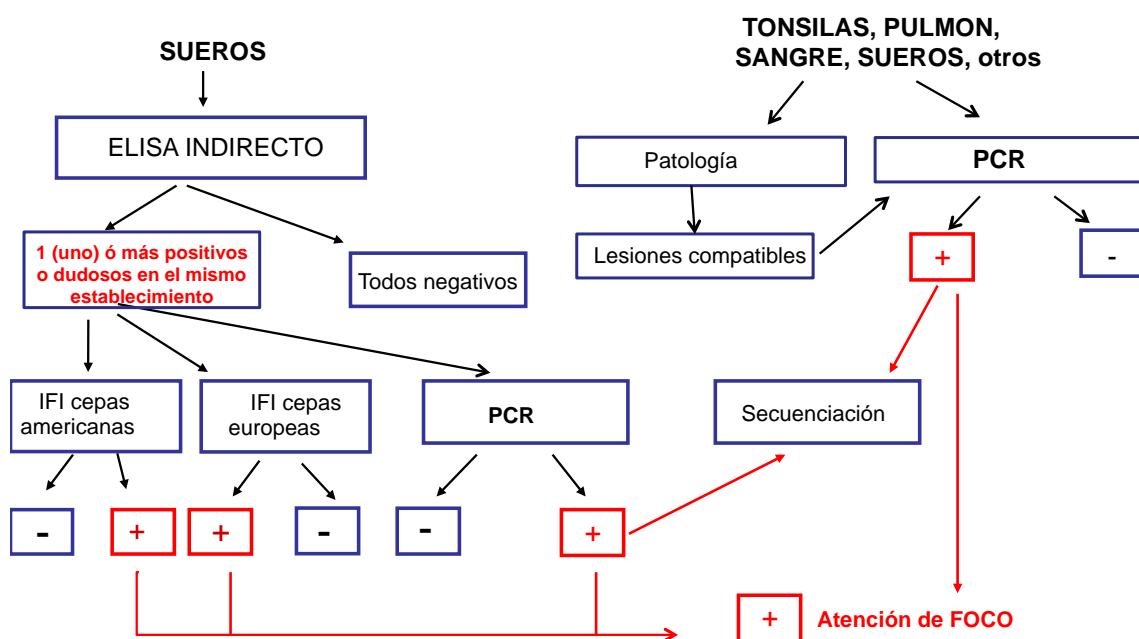 SUEROS
TONSILAS, PULMON,
SANGRE, SUEROS, otros
ELISA INDIRECTO
Patología
PCR
1 (uno) ó más positivos
o dudosos en el mismo
establecimiento
Todos negativos
Lesiones compatibles
+
-
IFI cepas
americanas
IFI cepas
europeas
PCR
Secuenciación
-
+
+
-
-
+
+
Atención de FOCO